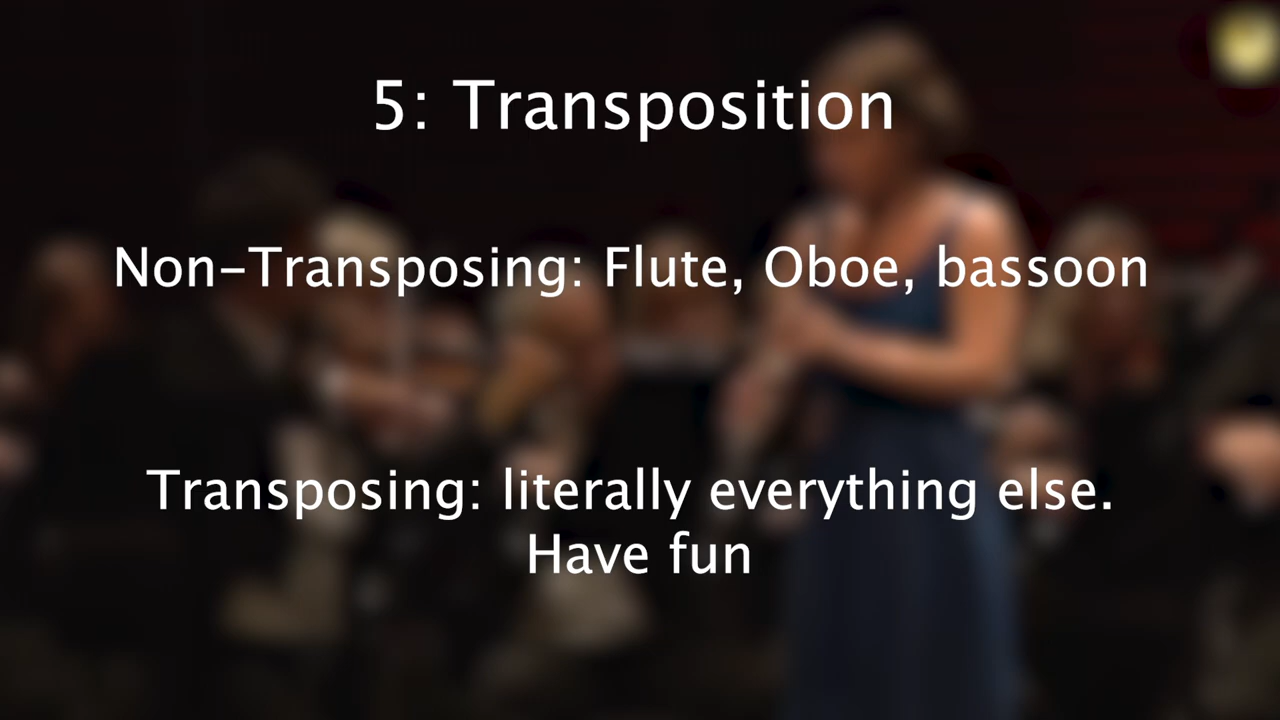 5: Transposition
Non-Transposing: Flute, Oboe, bassoon
Transposing: literally everything else.
Have fun